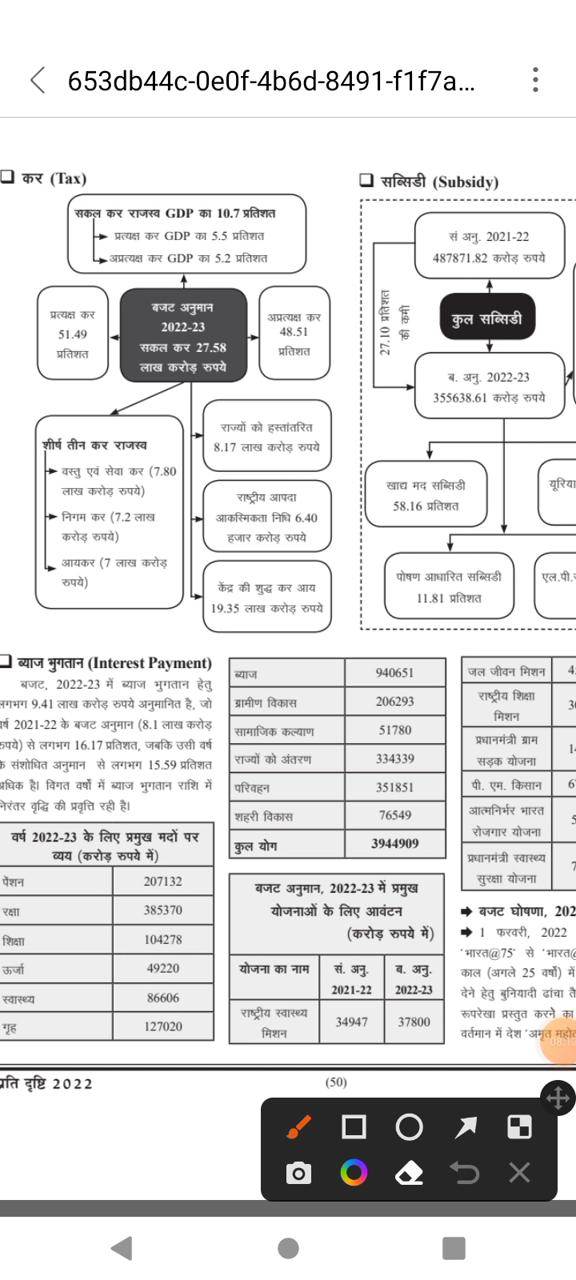 653db44c-0e0f-4b6d-8491-f1f7a...
कर (Tax)
सकल कर राजस्व GDP का 10.7 प्रतिशत
प्रत्यक्ष कर GDP का 5.5 प्रतिशत
अप्रत्यक्ष कर GDP का 5.2 प्रतिशत
प्रत्यक्ष कर
51.49
प्रतिशत
बजट अनुमान
2022-23
सकल कर 27.58
लाख करोड़ रुपये
अप्रत्यक्ष कर
48.51
प्रतिशत
शीर्ष तीन कर राजस्व
वस्तु एवं सेवा कर (7.80
लाख करोड़ रुपये)
निगम कर (7.2 लाख
करोड़ रुपये)
आयकर (7 लाख करोड़
रुपये)
राज्यों को हस्तांतरित
8.17 लाख करोड़ रुपये
राष्ट्रीय आपदा
आकस्मिकता निधि 6.40
हजार करोड़ रुपये
केंद्र की शुद्ध कर आय
19.35 लाख करोड़ रुपये
सब्सिडी (Subsidy)
सं अनु. 2021-22
487871.82 करोड़ रुपये
27.10 प्रतिशत
की कमी
कुल सब्सिडी
ब. अनु. 2022-23
355638.61 करोड़ रुपये
खाद्य मद सब्सिडी
58.16 प्रतिशत
यूरिया
पोषण आधारित सब्सिडी
11.81 प्रतिशत
एल.पी.
ब्याज भुगतान (Interest Payment)
बजट, 2022-23 में ब्याज भुगतान हेतु
लगभग 9.41 लाख करोड़ रुपये अनुमानित है, जो
वर्ष 2021-22 के बजट अनुमान (8.1 लाख करोड़
रुपये) से लगभग 16.17 प्रतिशत, जबकि उसी वर्ष
के संशोधित अनुमान से लगभग 15.59 प्रतिशत
अधिक है। विगत वर्षों में ब्याज भुगतान राशि में
निरंतर वृद्धि की प्रवृत्ति रही है।
वर्ष 2022-23 के लिए प्रमुख मदों पर
व्यय (करोड़ रुपये में)
पेंशन 207132
रक्षा 385370
शिक्षा 104278
ऊर्जा 49220
स्वास्थ्य 86606
गृह 127020
ब्याज 940651
ग्रामीण विकास 206293
सामाजिक कल्याण 51780
राज्यों को अंतरण 334339
परिवहन 351851
शहरी विकास 76549
कुल योग 3944909
बजट अनुमान, 2022-23 में प्रमुख
योजनाओं के लिए आवंटन
(करोड़ रुपये में)
योजना का नाम सं. अनु. ब. अनु.
2021-22 2022-23
राष्ट्रीय स्वास्थ्य
मिशन 34947 37800
जल जीवन मिशन
राष्ट्रीय शिक्षा
मिशन
प्रधानमंत्री ग्राम
सड़क योजना
पी. एम. किसान
आत्मनिर्भर भारत
रोजगार योजना
प्रधानमंत्री स्वास्थ्य
सुरक्षा योजना
बजट घोषणा, 202
1 फरवरी, 2022
'भारत@75' से 'भारत@
काल (अगले 25 वर्षों) में
देने हेतु बुनियादी ढांचा
रूपरेखा प्रस्तुत करने का
वर्तमान में देश 'अमृत
प्रति दृष्टि 2022
(50)